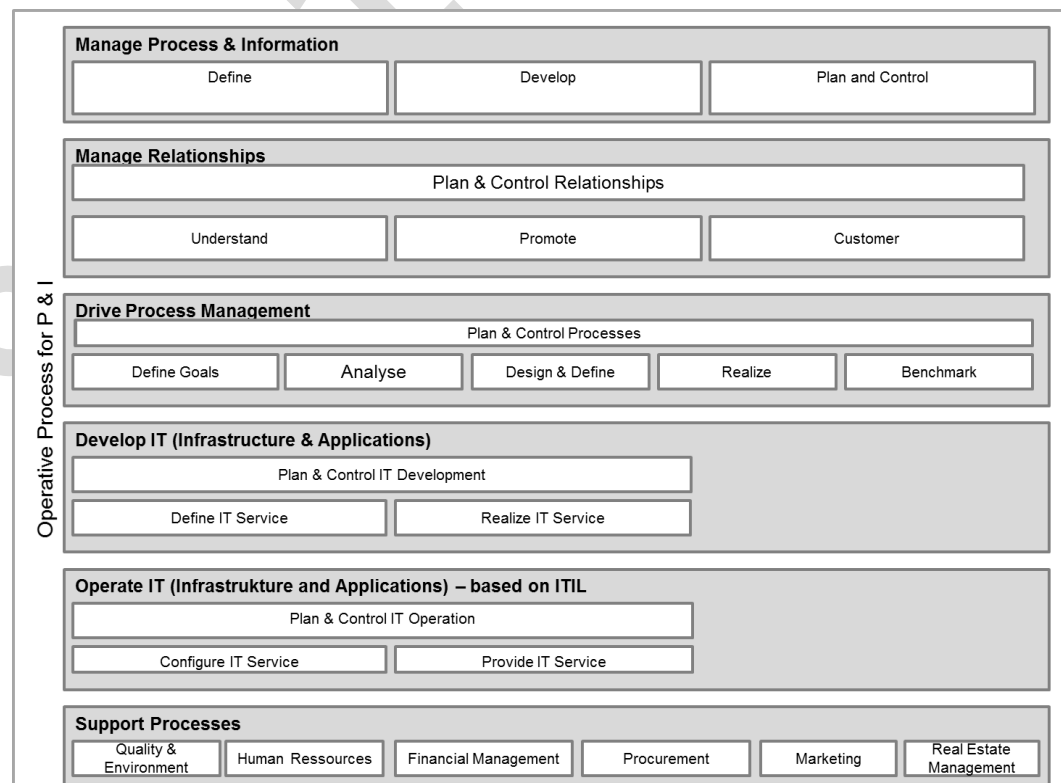 Manage Process & Information
Define
Develop
Plan and Control
Manage Relationships
Plan & Control Relationships
Understand
Promote
Customer
Operative Process for P & I
Drive Process Management
Plan & Control Processes
Define Goals
Analyse
Design & Define
Realize
Benchmark
Develop IT (Infrastructure & Applications)
Plan & Control IT Development
Define IT Service
Realize IT Service
Operate IT (Infrastrukture and Applications) – based on ITIL
Plan & Control IT Operation
Configure IT Service
Provide IT Service
Support Processes
Quality &
Environment
Human Ressources
Financial Management
Procurement
Marketing
Real Estate
Management